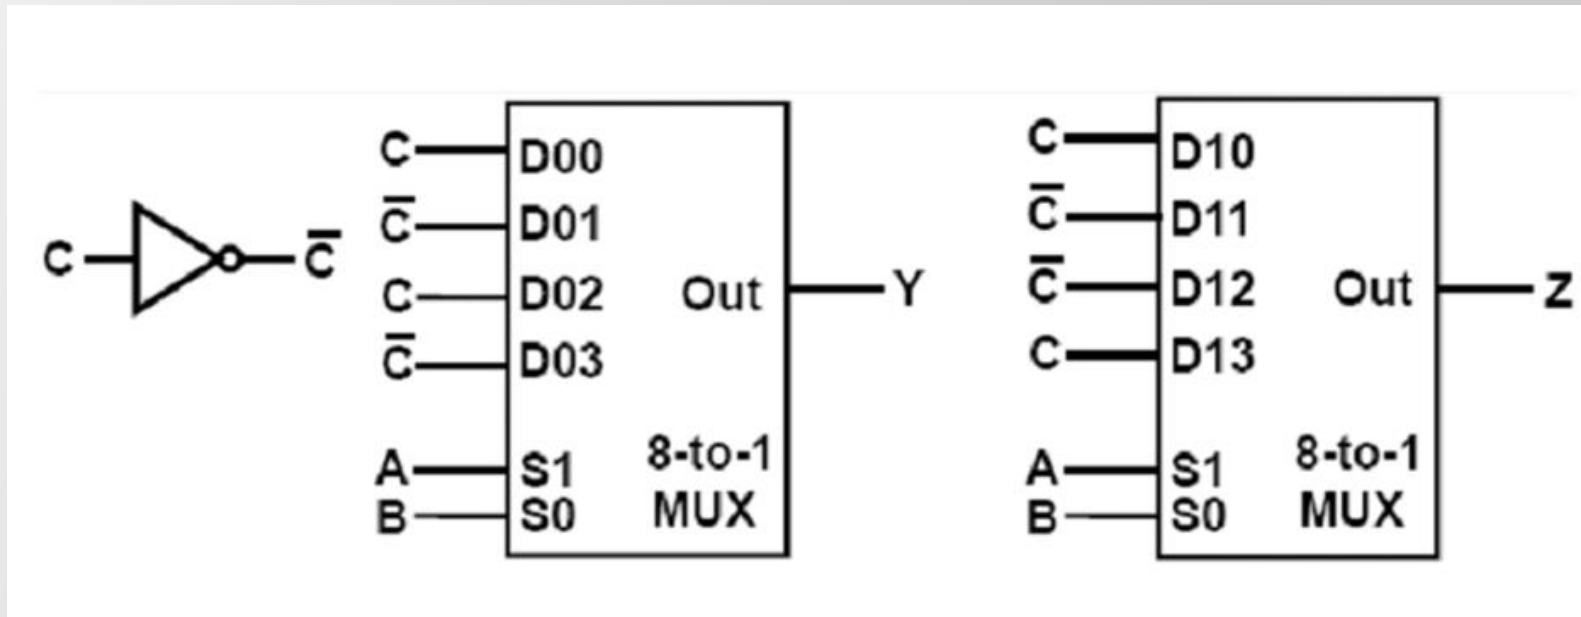 C
C̅
C D00
C̅ D01
C D02
C̅ D03
Out Y
A S1
B S0
8-to-1
MUX
C D10
C̅ D11
C̅ D12
C D13
Out Z
A S1
B S0
8-to-1
MUX